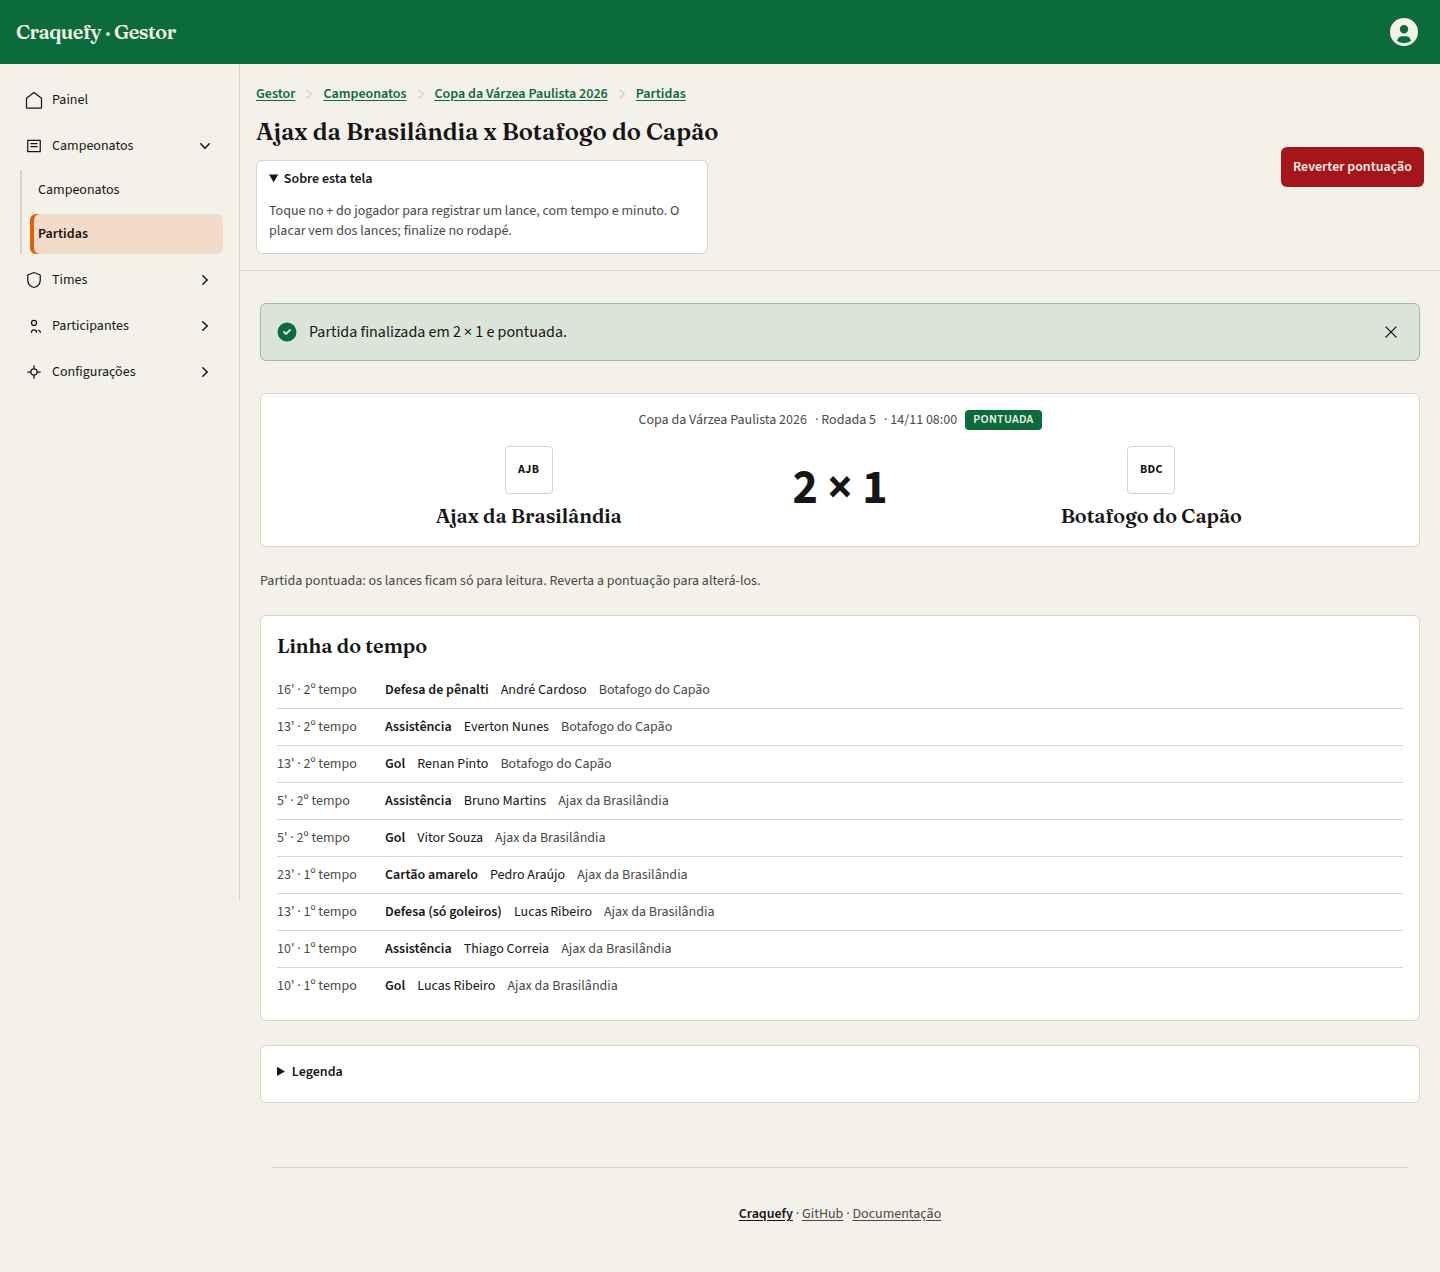 Craquefy · Gestor
Painel
Campeonatos
Campeonatos
Partidas
Times
Participantes
Configurações
Gestor
Campeonatos
Copa da Várzea Paulista 2026
Partidas
Ajax da Brasilândia x Botafogo do Capão
Sobre esta tela
Toque no + do jogador para registrar um lance, com tempo e minuto. O
placar vem dos lances; finalize no rodapé.
Reverter pontuação
Partida finalizada em 2 × 1 e pontuada.
Copa da Várzea Paulista 2026 · Rodada 5 · 14/11 08:00 PONTUADA
AJB
Ajax da Brasilândia
2 × 1
BDC
Botafogo do Capão
Partida pontuada: os lances ficam só para leitura. Reverta a pontuação para alterá-los.
Linha do tempo
16' · 2º tempo Defesa de pênalti André Cardoso Botafogo do Capão
13' · 2º tempo Assistência Everton Nunes Botafogo do Capão
13' · 2º tempo Gol Renan Pinto Botafogo do Capão
5' · 2º tempo Assistência Bruno Martins Ajax da Brasilândia
5' · 2º tempo Gol Vitor Souza Ajax da Brasilândia
23' · 1º tempo Cartão amarelo Pedro Araújo Ajax da Brasilândia
13' · 1º tempo Defesa (só goleiros) Lucas Ribeiro Ajax da Brasilândia
10' · 1º tempo Assistência Thiago Correia Ajax da Brasilândia
10' · 1º tempo Gol Lucas Ribeiro Ajax da Brasilândia
Legenda
Craquefy · GitHub · Documentação